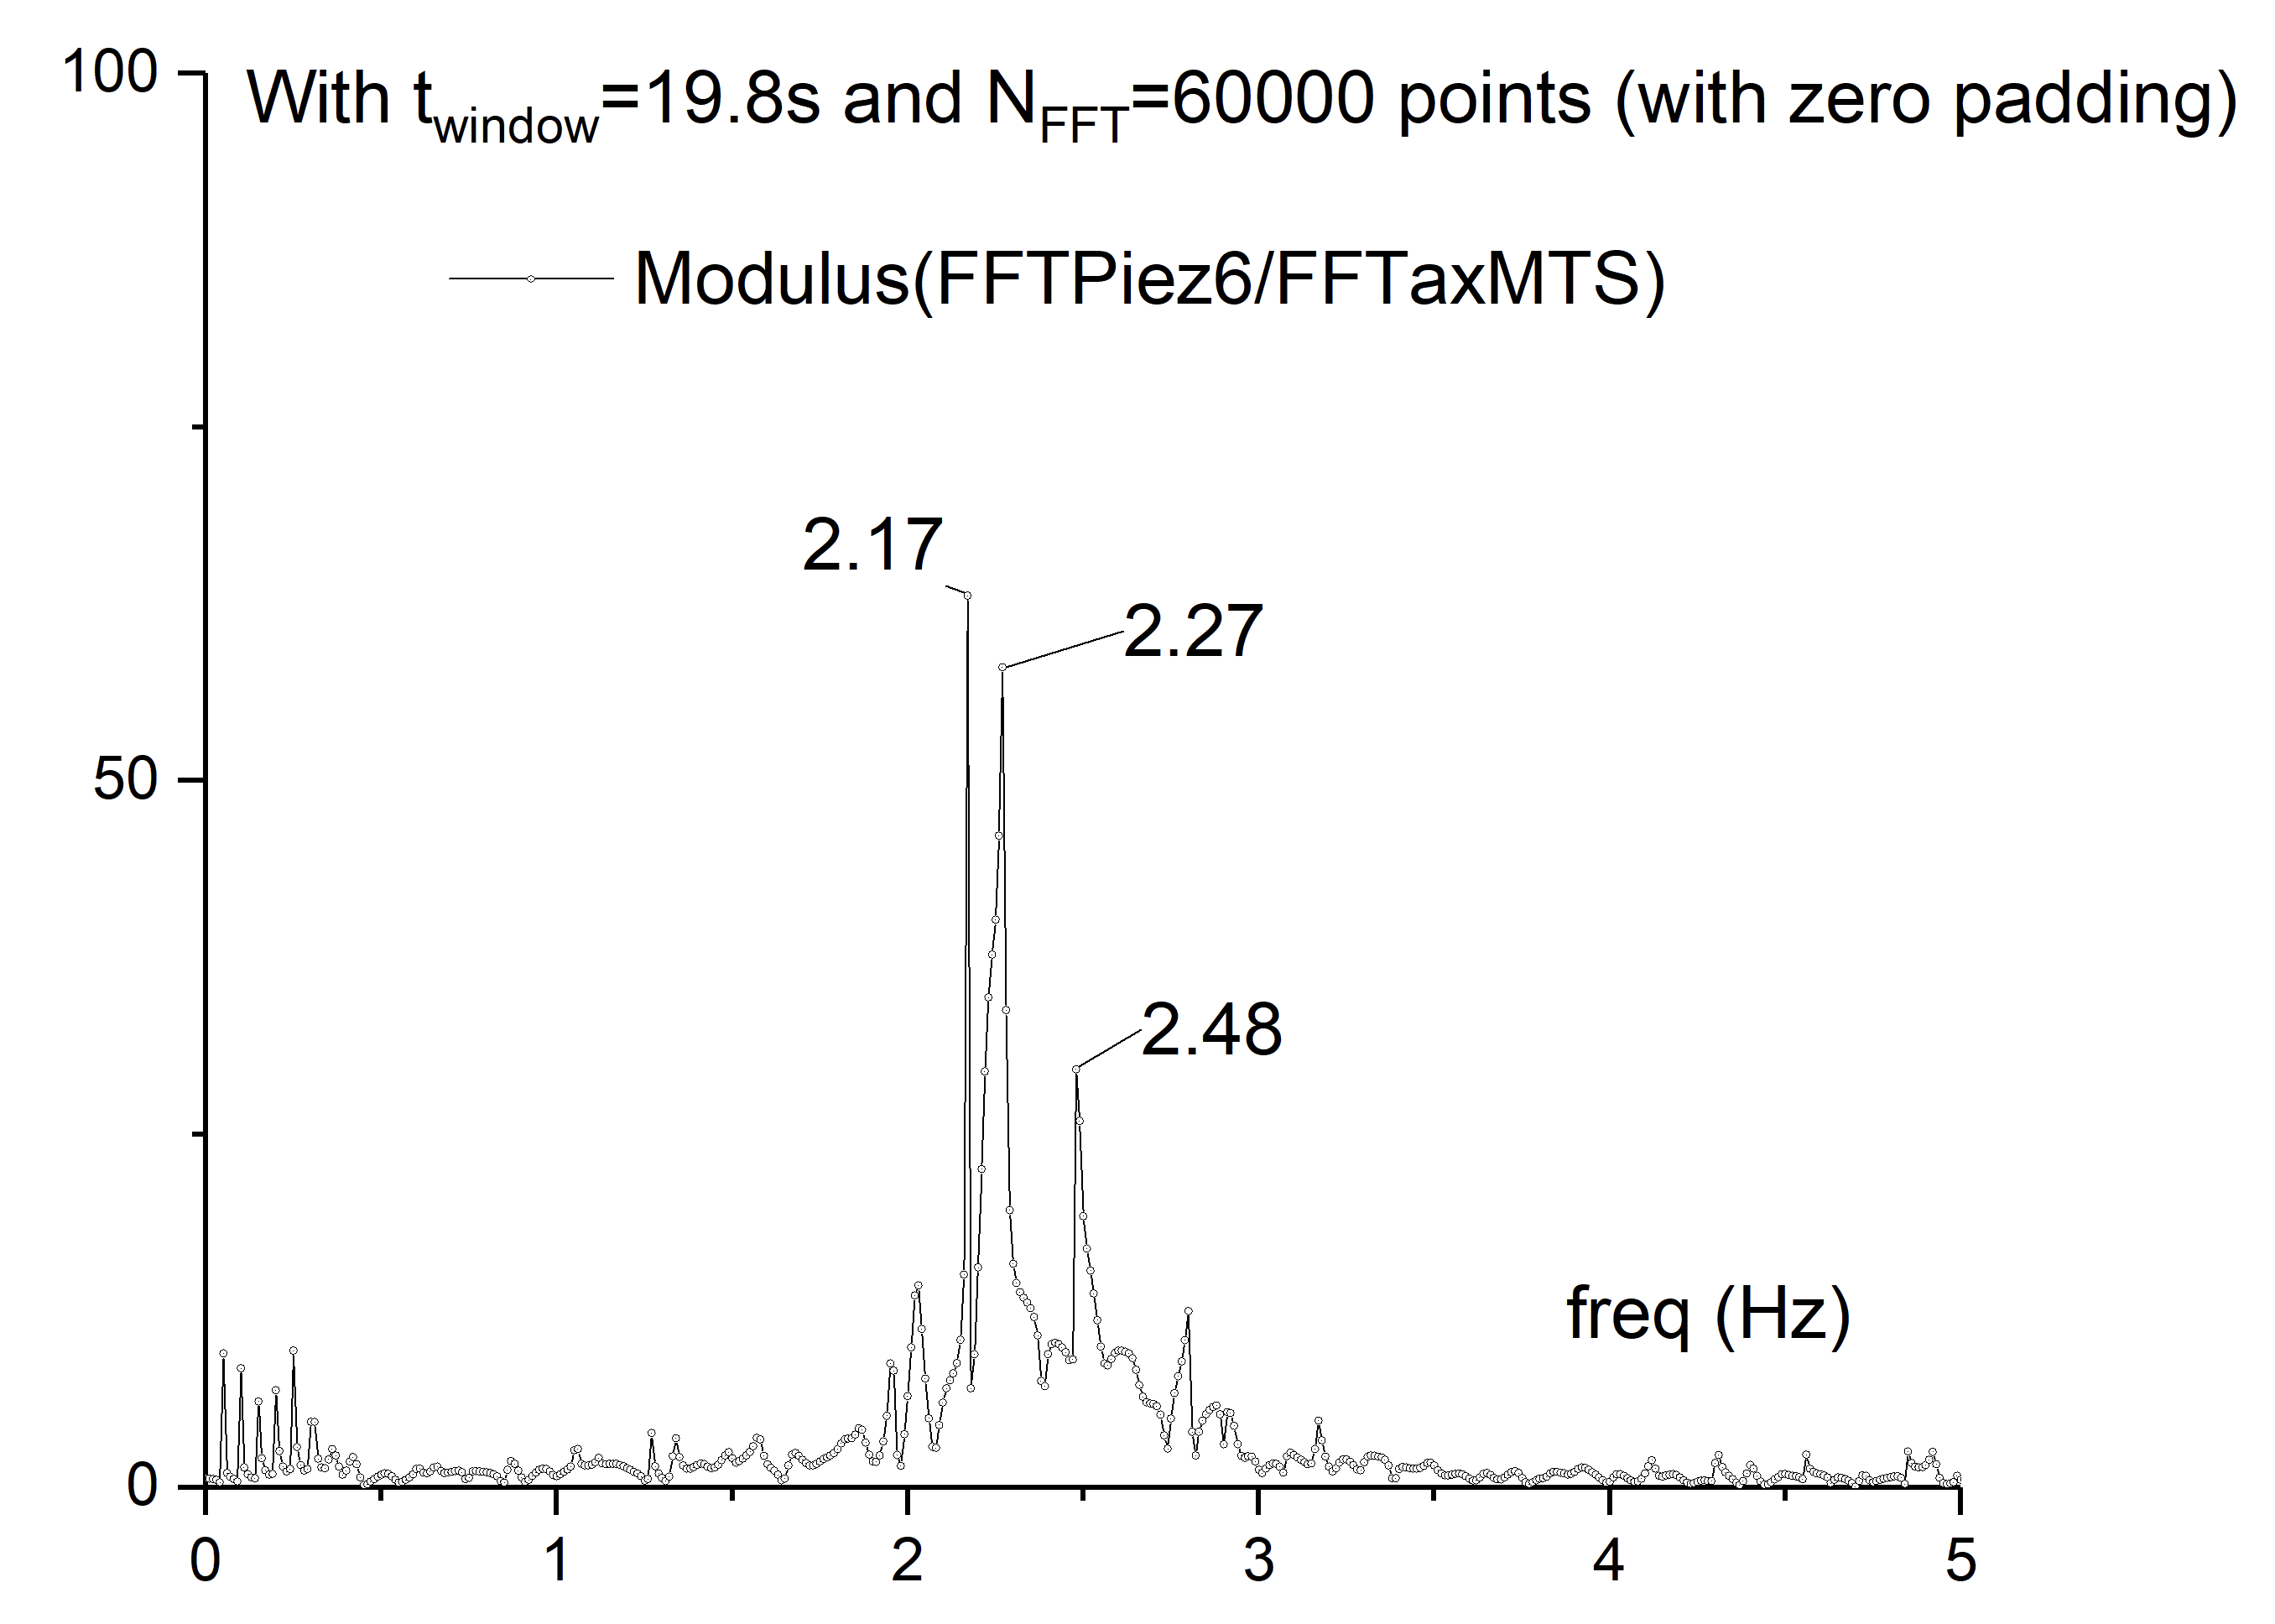 100
With twindow=19.8s and NFFT=60000 points (with zero padding)
Modulus(FFTPiez6/FFTaxMTS)
2.17
2.27
50
2.48
freq (Hz)
0
0 1 2 3 4 5